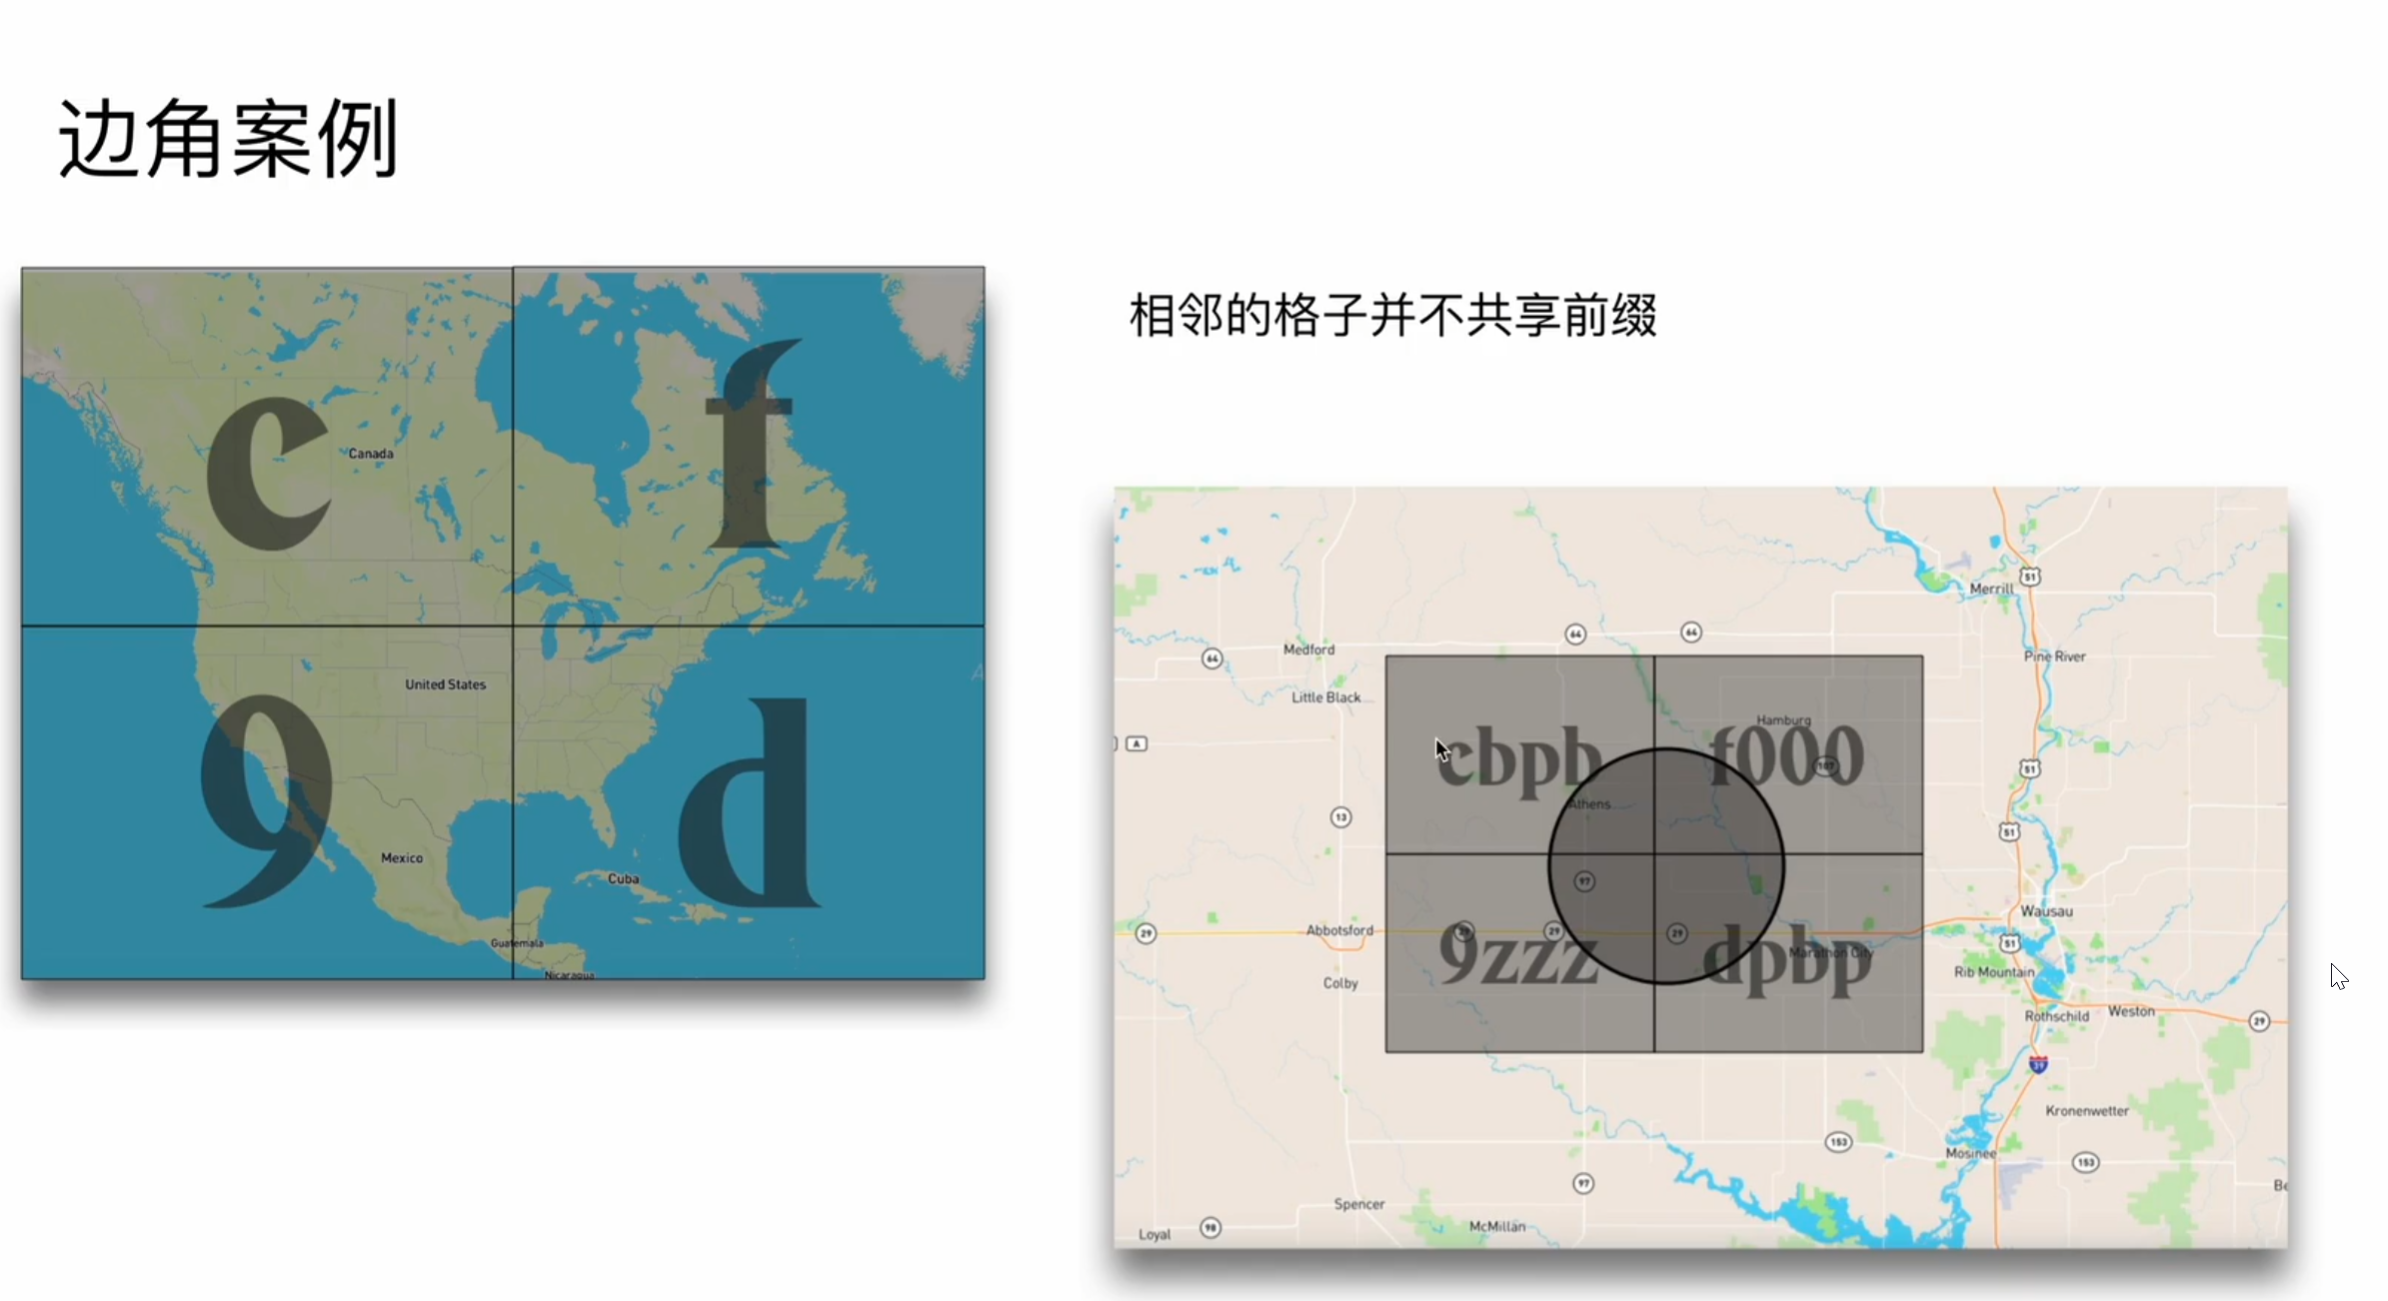 边角案例
c
f
Canada
United States
9
d
Mexico
Cuba
Guatemala
Nicaragua
相邻的格子并不共享前缀
51
Merrill
64
64
64
Medford
Pine River
Little Black
Hamburg
A
cbpb
f000
107
51
Athens
13
51
97
Wausau
29
Abbotsford
29
29
29
51
9zzz
dpbp
Marathon City
Rib Mountain
Colby
Rothschild
Weston
29
39
Kronenwetter
153
Mosinee
153
97
Be
Spencer
98
McMillan
Loyal